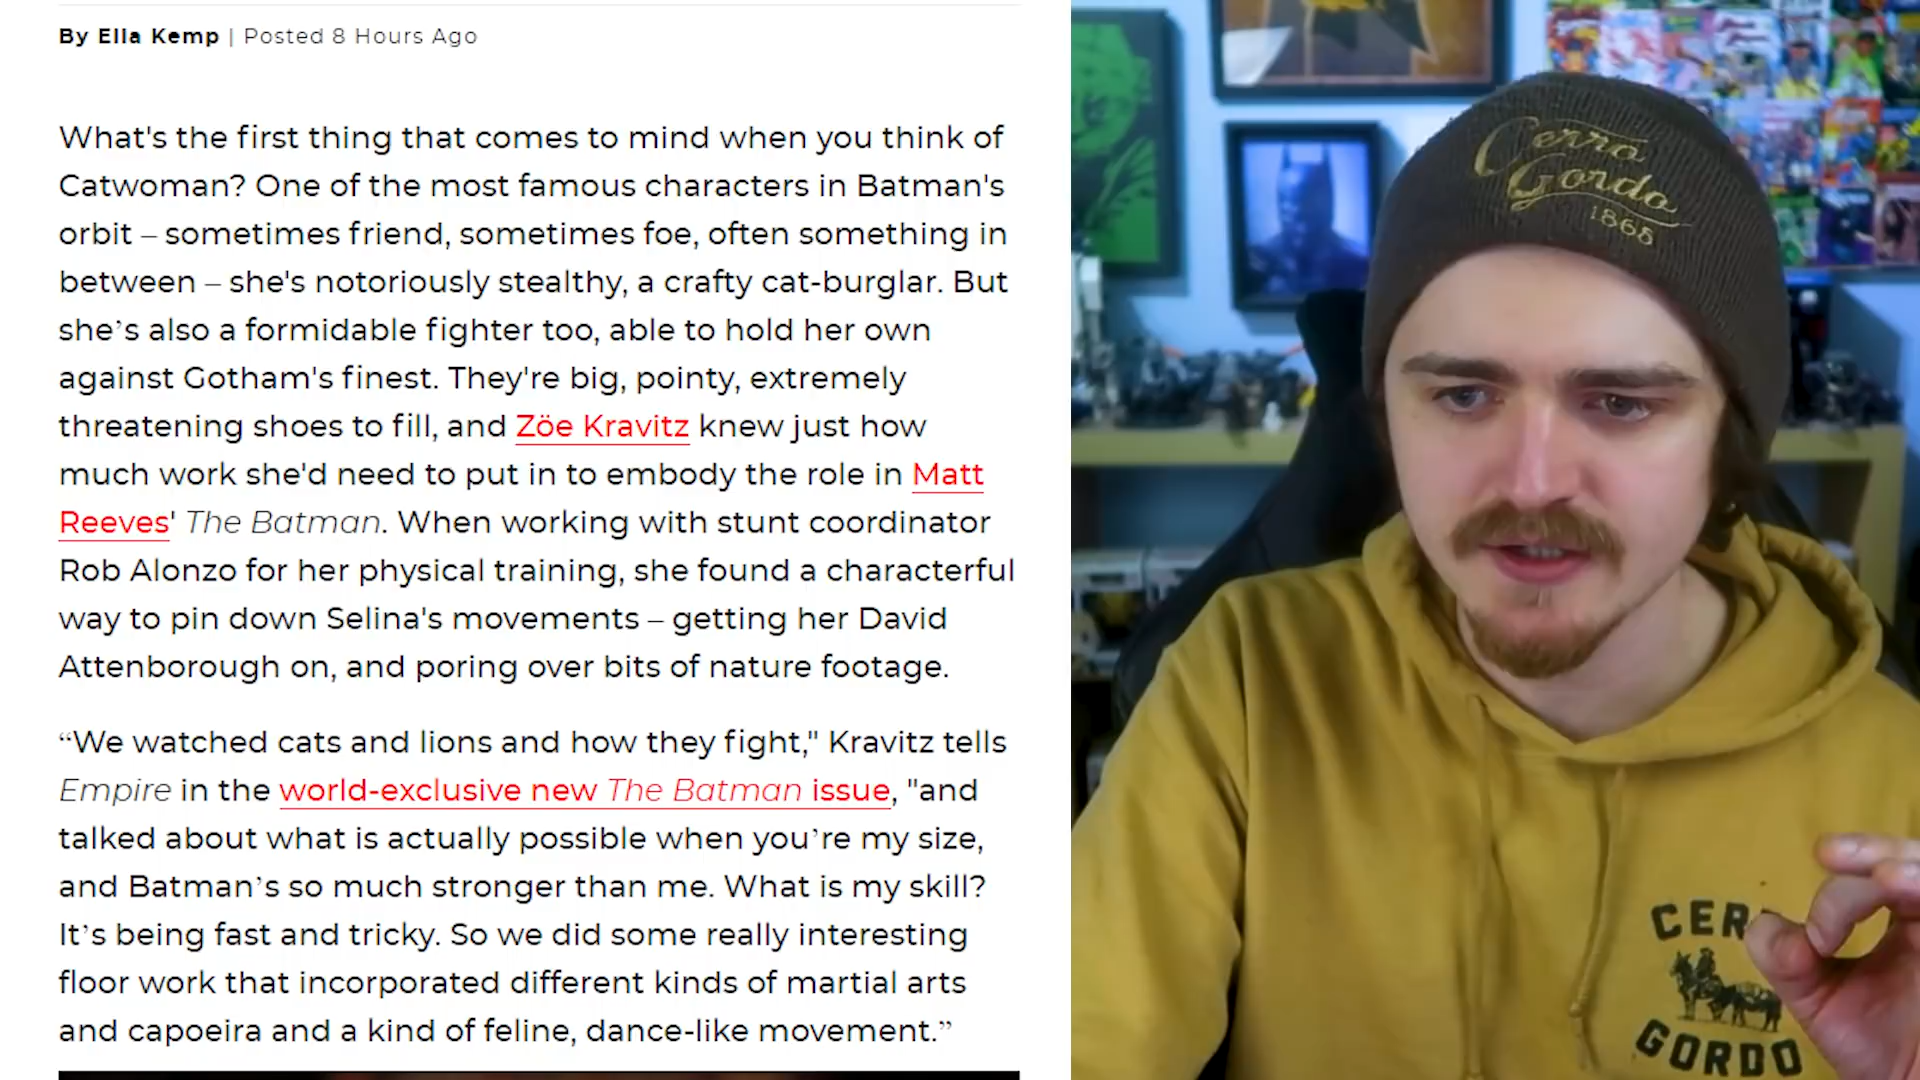 By Ella Kemp | Posted 8 Hours Ago
What's the first thing that comes to mind when you think of
Catwoman? One of the most famous characters in Batman's
orbit – sometimes friend, sometimes foe, often something in
between – she's notoriously stealthy, a crafty cat-burglar. But
she’s also a formidable fighter too, able to hold her own
against Gotham's finest. They're big, pointy, extremely
threatening shoes to fill, and Zöe Kravitz knew just how
much work she'd need to put in to embody the role in Matt
Reeves' The Batman. When working with stunt coordinator
Rob Alonzo for her physical training, she found a characterful
way to pin down Selina's movements – getting her David
Attenborough on, and poring over bits of nature footage.
“We watched cats and lions and how they fight," Kravitz tells
Empire in the world-exclusive new The Batman issue, "and
talked about what is actually possible when you’re my size,
and Batman’s so much stronger than me. What is my skill?
It’s being fast and tricky. So we did some really interesting
floor work that incorporated different kinds of martial arts
and capoeira and a kind of feline, dance-like movement.”
Cerro
Gordo
1865
CER
GORDO